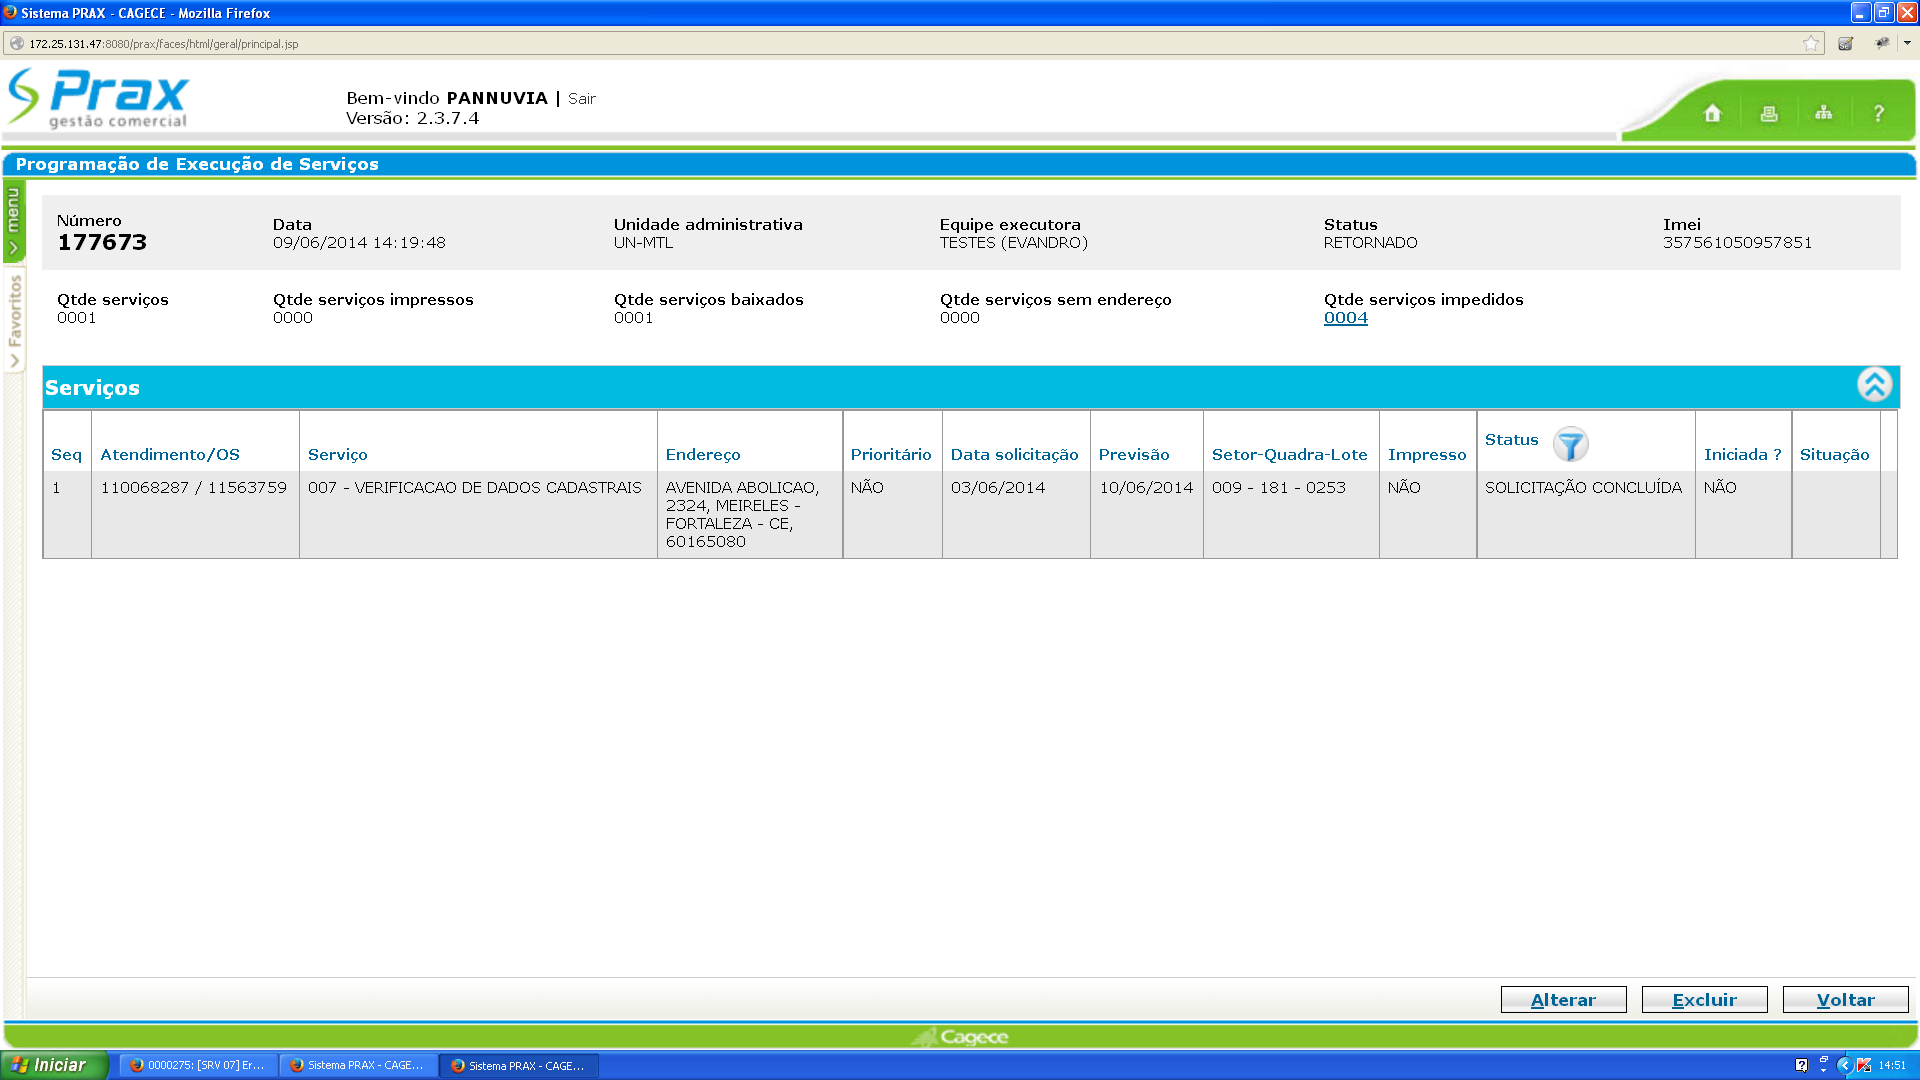 Sistema PRAX - CAGECE - Mozilla Firefox
172.25.131.47:8080/prax/faces/html/geral/principal.jsp
Prax
gestão comercial
Bem-vindo PANNUVIA | Sair
Versão: 2.3.7.4
?
Programação de Execução de Serviços
menu
Favoritos
Número
177673
Data
09/06/2014 14:19:48
Unidade administrativa
UN-MTL
Equipe executora
TESTES (EVANDRO)
Status
RETORNADO
Imei
357561050957851
Qtde serviços
0001
Qtde serviços impressos
0000
Qtde serviços baixados
0001
Qtde serviços sem endereço
0000
Qtde serviços impedidos
0004
Serviços
Seq Atendimento/OS Serviço Endereço Prioritário Data solicitação Previsão Setor-Quadra-Lote Impresso Status Iniciada ? Situação
1 110068287 / 11563759 007 - VERIFICACAO DE DADOS CADASTRAIS AVENIDA ABOLICAO, NÃO 03/06/2014 10/06/2014 009 - 181 - 0253 NÃO SOLICITAÇÃO CONCLUÍDA NÃO
2324, MEIRELES -
FORTALEZA - CE,
60165080
Alterar Excluir Voltar
Cagece
Iniciar 0000275: [SRV 07] Er... Sistema PRAX - CAGE... Sistema PRAX - CAGE... 14:51